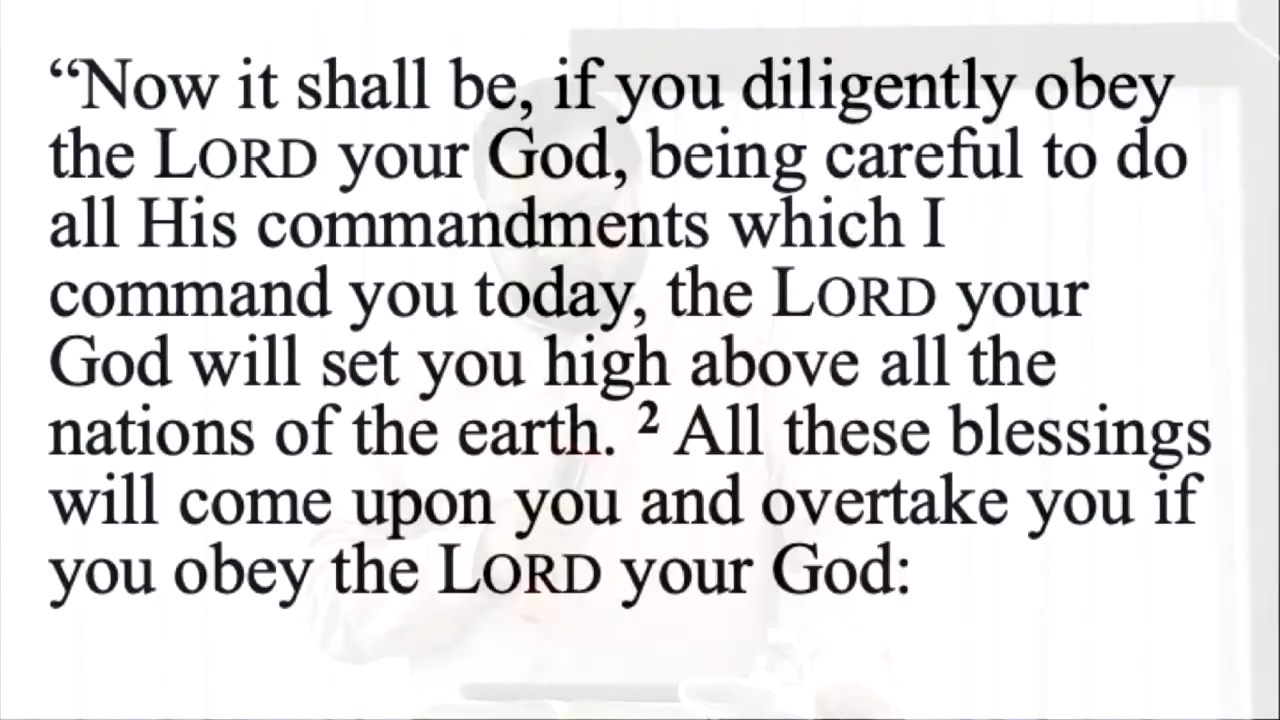 “Now it shall be, if you diligently obey
the LORD your God, being careful to do
all His commandments which I
command you today, the LORD your
God will set you high above all the
nations of the earth. ² All these blessings
will come upon you and overtake you if
you obey the LORD your God: